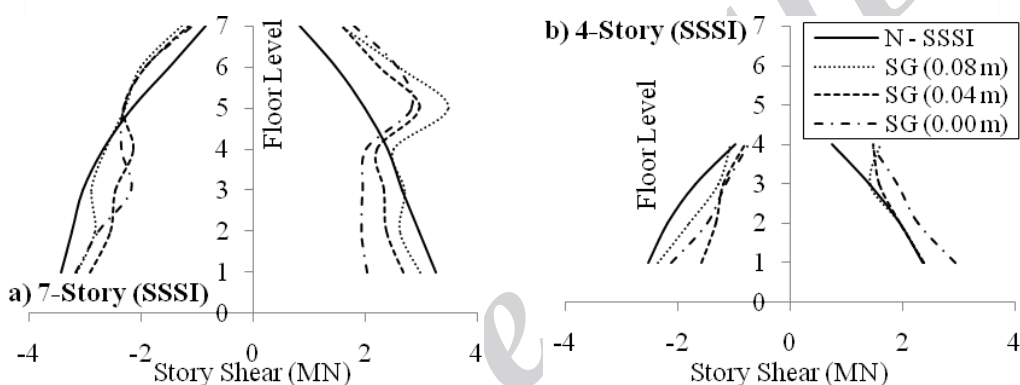 7
6
5
4
3
2
1
0
Floor Level
a) 7-Story (SSSI)
-4
-2
0
2
4
Story Shear (MN)
b) 4-Story (SSSI)
7
6
5
4
3
2
1
0
Floor Level
N - SSSI
SG (0.08 m)
SG (0.04 m)
SG (0.00 m)
-4
-2
0
2
4
Story Shear (MN)